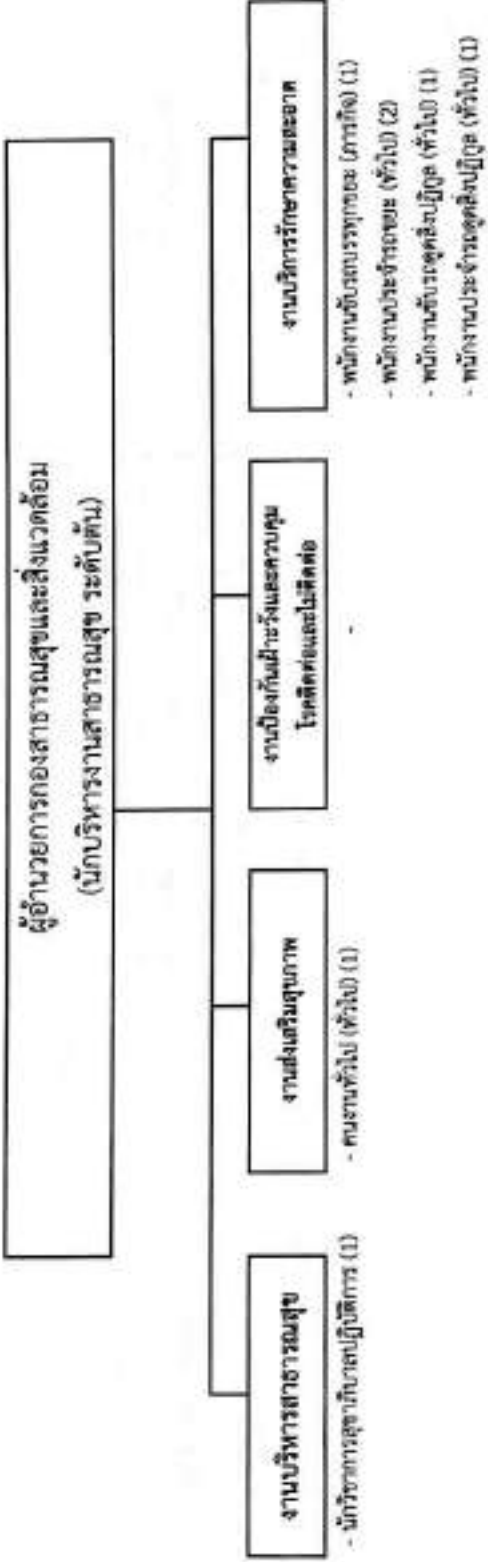 ผู้อำนวยการกองสาธารณสุขและสิ่งแวดล้อม
(นักบริหารงานสาธารณสุข ระดับต้น)
งานบริหารสาธารณสุข
- นักวิชาการสุขาภิบาลปฏิบัติการ (1)
งานส่งเสริมสุขภาพ
- คนงานทั่วไป (ทั่วไป) (1)
งานป้องกันเฝ้าระวังและควบคุม
โรคติดต่อและไม่ติดต่อ
-
งานบริการรักษาความสะอาด
- พนักงานขับรถบรรทุกขยะ (ภารกิจ) (1)
- พนักงานประจำรถขยะ (ทั่วไป) (2)
- พนักงานขับรถดูดสิ่งปฏิกูล (ทั่วไป) (1)
- พนักงานประจำรถดูดสิ่งปฏิกูล (ทั่วไป) (1)